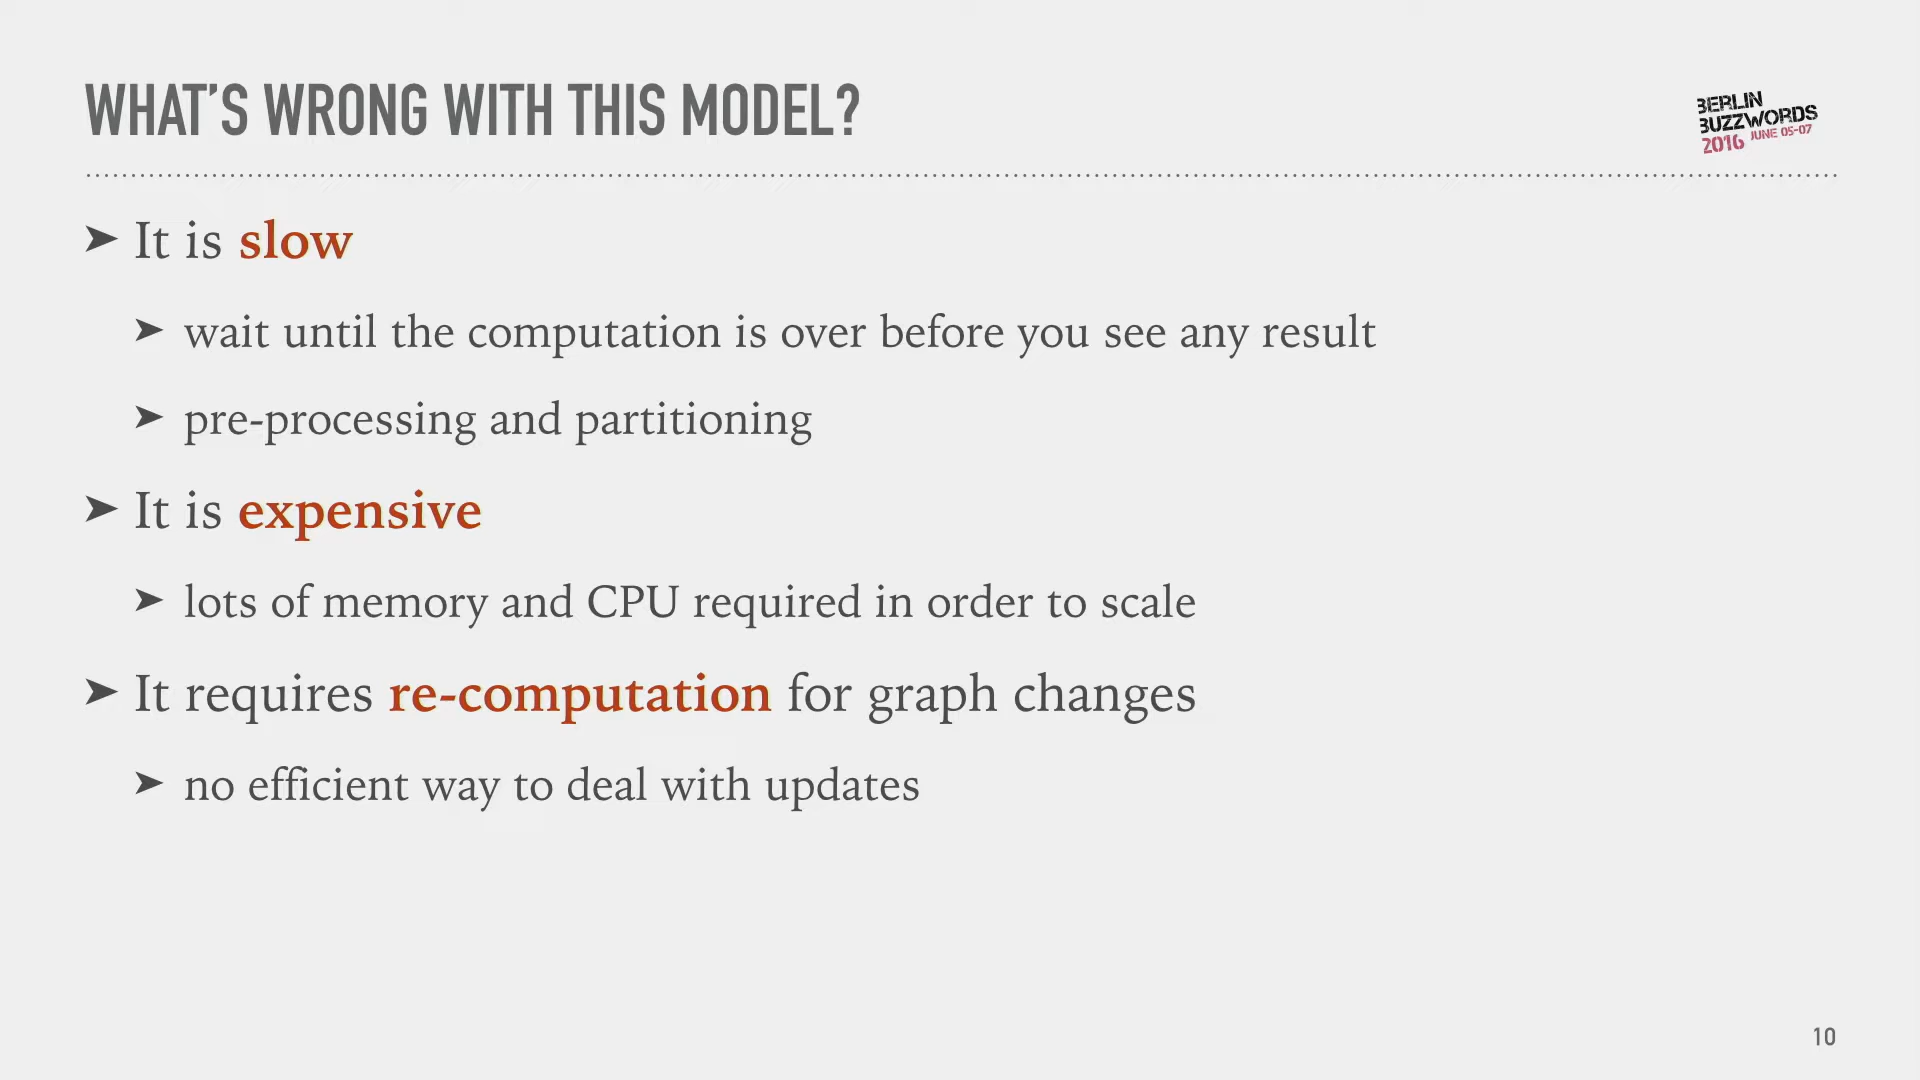 WHAT’S WRONG WITH THIS MODEL?
BERLIN
BUZZWORDS
2016 JUNE 05-07
➤ It is slow
➤ wait until the computation is over before you see any result
➤ pre-processing and partitioning
➤ It is expensive
➤ lots of memory and CPU required in order to scale
➤ It requires re-computation for graph changes
➤ no efficient way to deal with updates
10